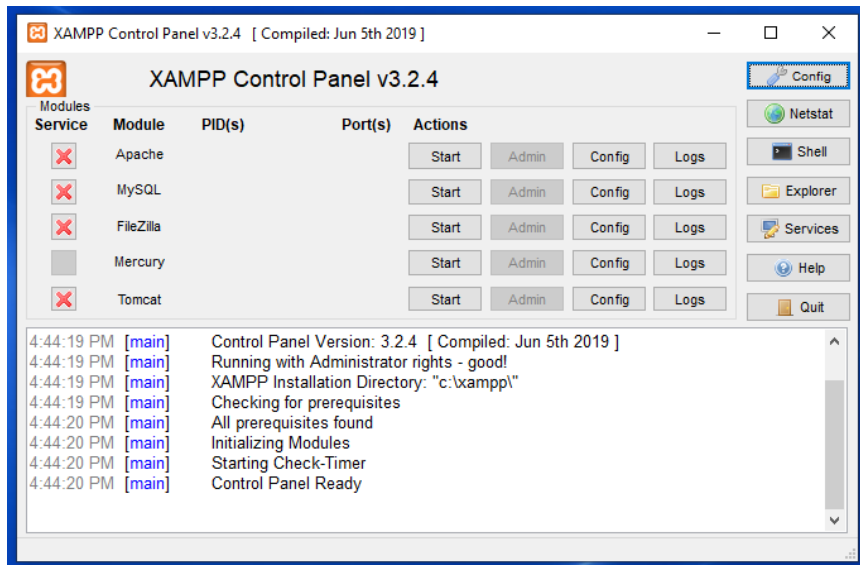 XAMPP Control Panel v3.2.4 [ Compiled: Jun 5th 2019 ]
XAMPP Control Panel v3.2.4
Config
Modules
Service Module PID(s) Port(s) Actions
Netstat
Apache Start Admin Config Logs
Shell
MySQL Start Admin Config Logs
Explorer
FileZilla Start Admin Config Logs
Services
Mercury Start Admin Config Logs
Help
Tomcat Start Admin Config Logs
Quit
4:44:19 PM [main] Control Panel Version: 3.2.4 [ Compiled: Jun 5th 2019 ]
4:44:19 PM [main] Running with Administrator rights - good!
4:44:19 PM [main] XAMPP Installation Directory: "c:\xampp\"
4:44:19 PM [main] Checking for prerequisites
4:44:20 PM [main] All prerequisites found
4:44:20 PM [main] Initializing Modules
4:44:20 PM [main] Starting Check-Timer
4:44:20 PM [main] Control Panel Ready